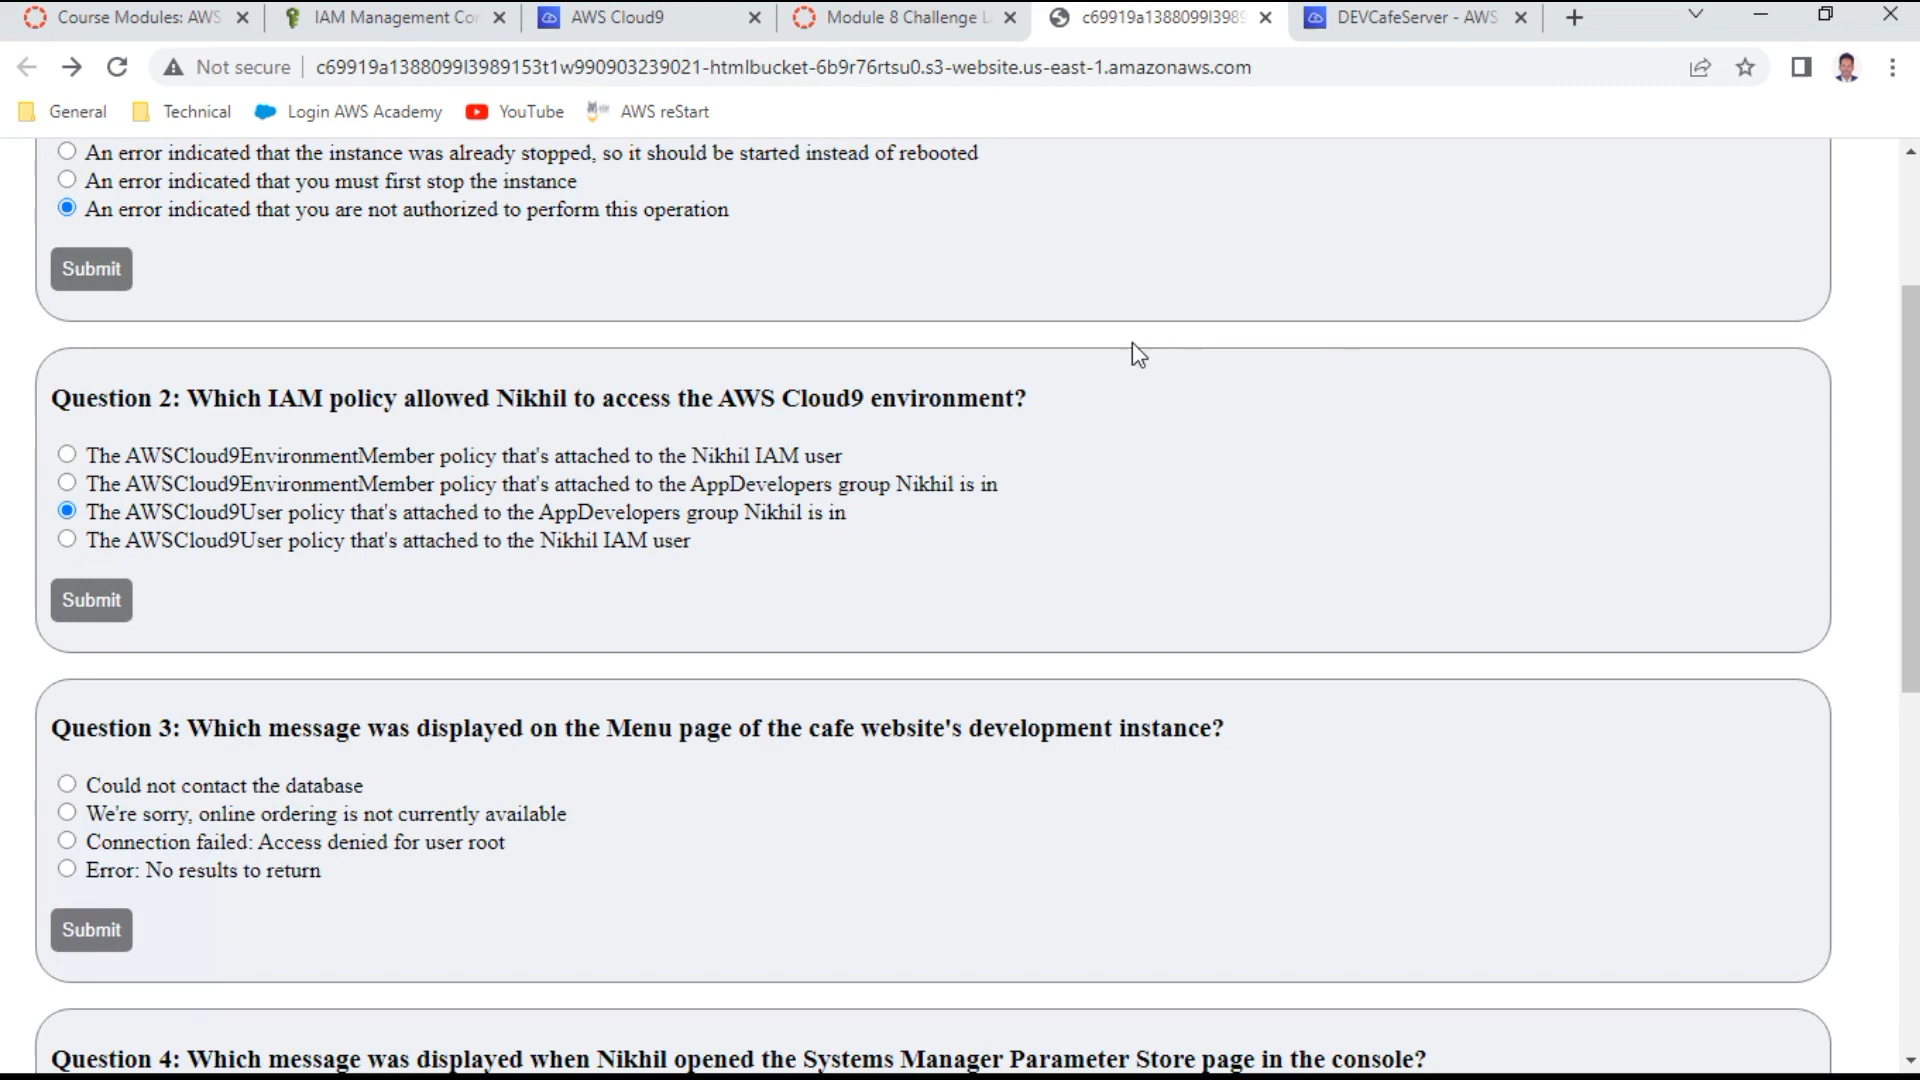 Course Modules: AWS
IAM Management Cor
AWS Cloud9
Module 8 Challenge L
c69919a1388099l3989
DEVCafeServer - AWS
Not secure
c69919a1388099l3989153t1w990903239021-htmlbucket-6b9r76rtsu0.s3-website.us-east-1.amazonaws.com
General
Technical
Login AWS Academy
YouTube
AWS reStart
An error indicated that the instance was already stopped, so it should be started instead of rebooted
An error indicated that you must first stop the instance
An error indicated that you are not authorized to perform this operation
Submit
Question 2: Which IAM policy allowed Nikhil to access the AWS Cloud9 environment?
The AWSCloud9EnvironmentMember policy that's attached to the Nikhil IAM user
The AWSCloud9EnvironmentMember policy that's attached to the AppDevelopers group Nikhil is in
The AWSCloud9User policy that's attached to the AppDevelopers group Nikhil is in
The AWSCloud9User policy that's attached to the Nikhil IAM user
Submit
Question 3: Which message was displayed on the Menu page of the cafe website's development instance?
Could not contact the database
We're sorry, online ordering is not currently available
Connection failed: Access denied for user root
Error: No results to return
Submit
Question 4: Which message was displayed when Nikhil opened the Systems Manager Parameter Store page in the console?